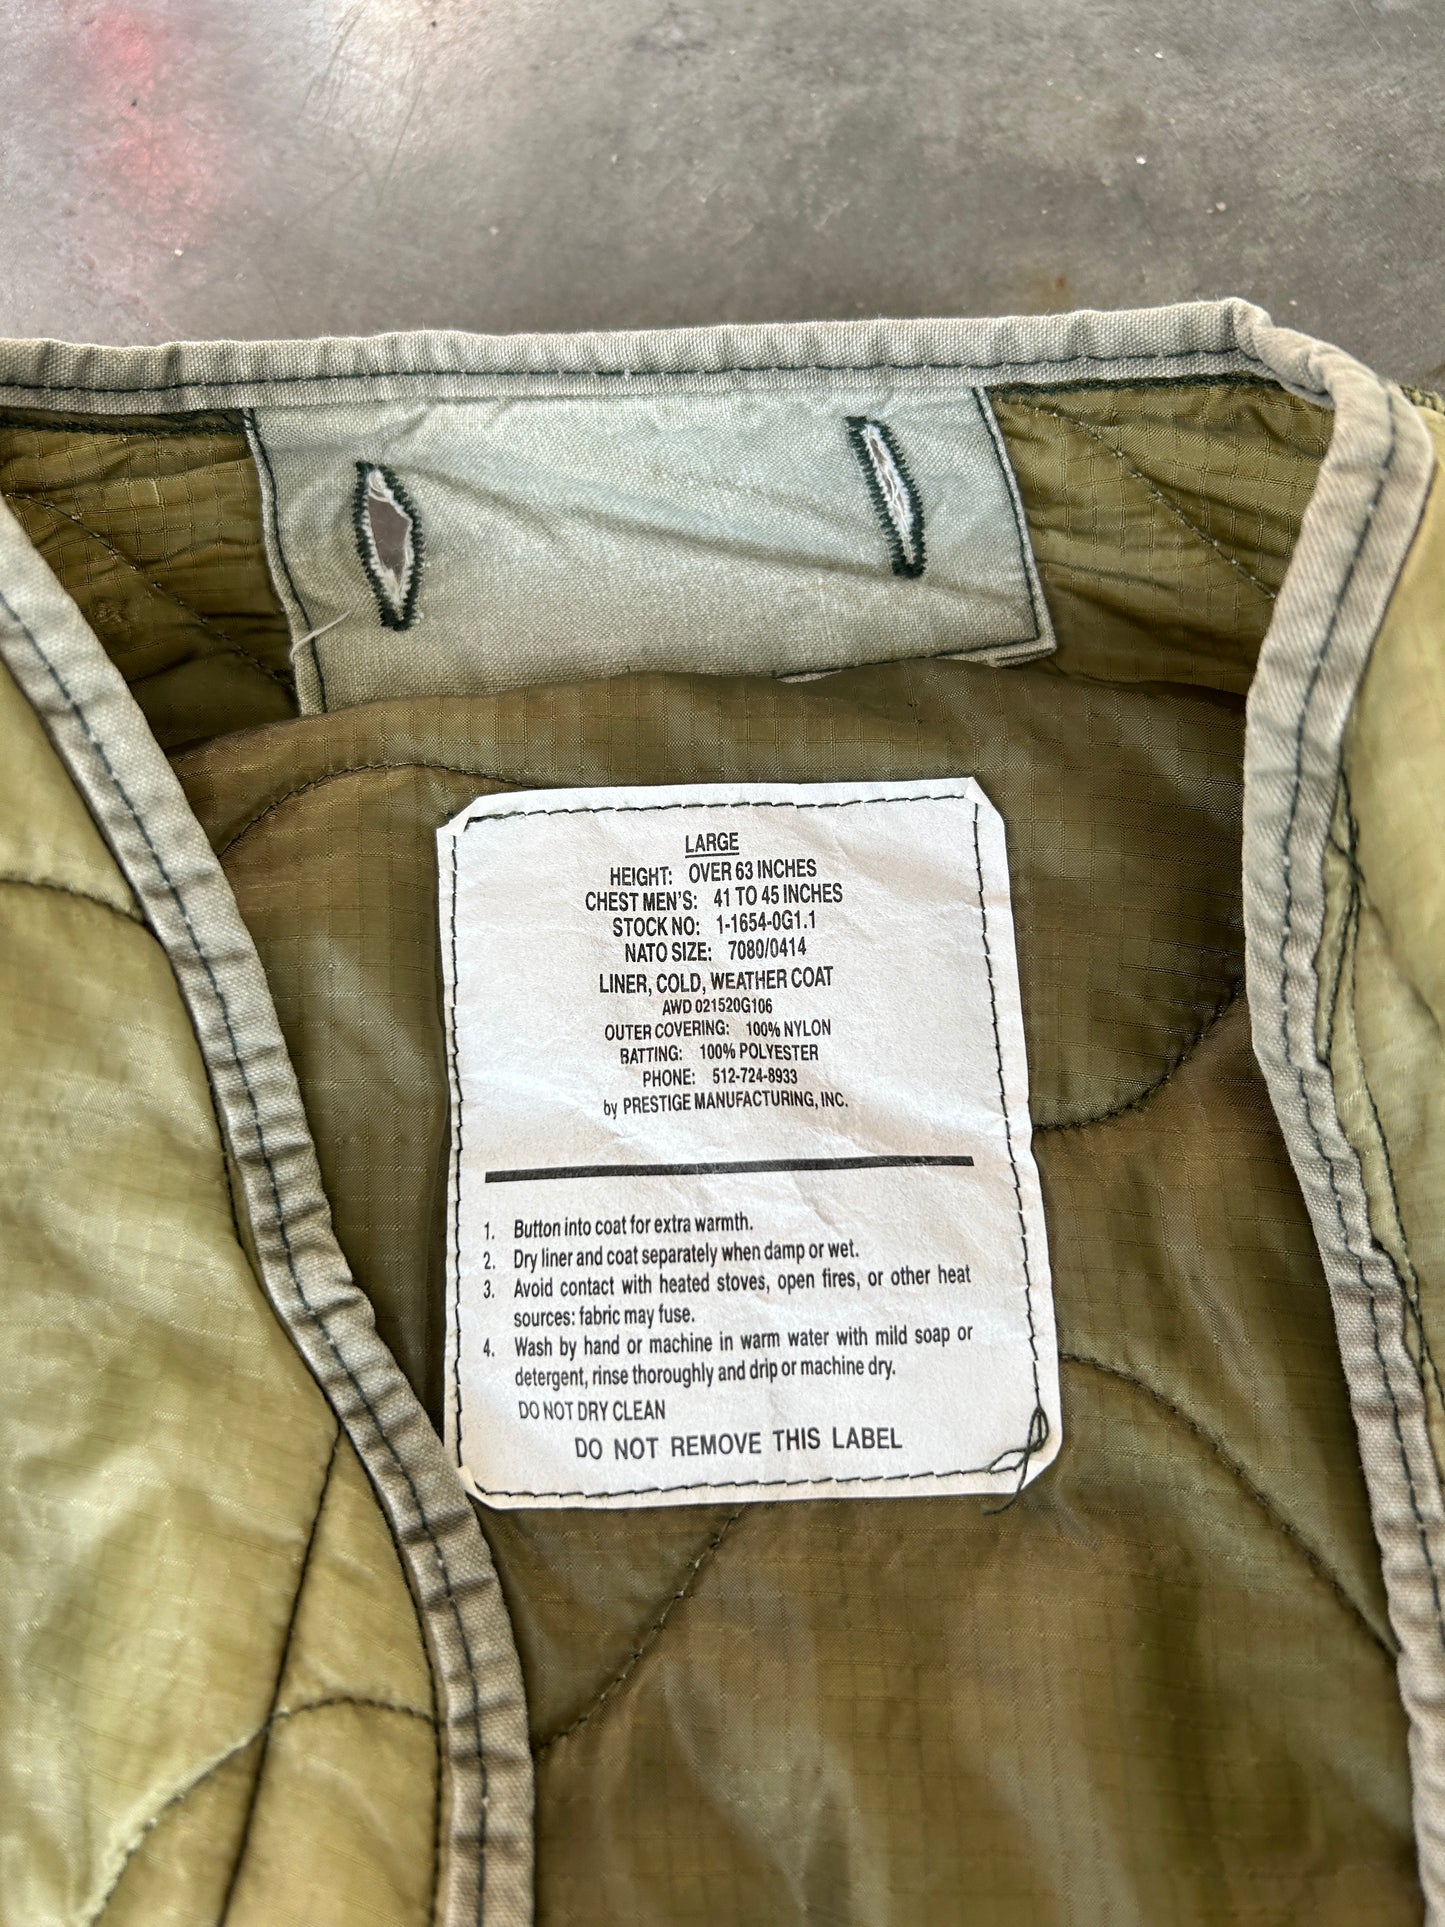 LARGE
HEIGHT: OVER 63 INCHES
CHEST MEN'S: 41 TO 45 INCHES
STOCK NO: 1-1654-0G1.1
NATO SIZE: 7080/0414
LINER, COLD, WEATHER COAT
AWD 021520G106
OUTER COVERING: 100% NYLON
BATTING: 100% POLYESTER
PHONE: 512-724-8933
by PRESTIGE MANUFACTURING, INC.
1. Button into coat for extra warmth.
2. Dry liner and coat separately when damp or wet.
3. Avoid contact with heated stoves, open fires, or other heat
sources: fabric may fuse.
4. Wash by hand or machine in warm water with mild soap or
detergent, rinse thoroughly and drip or machine dry.
DO NOT DRY CLEAN
DO NOT REMOVE THIS LABEL